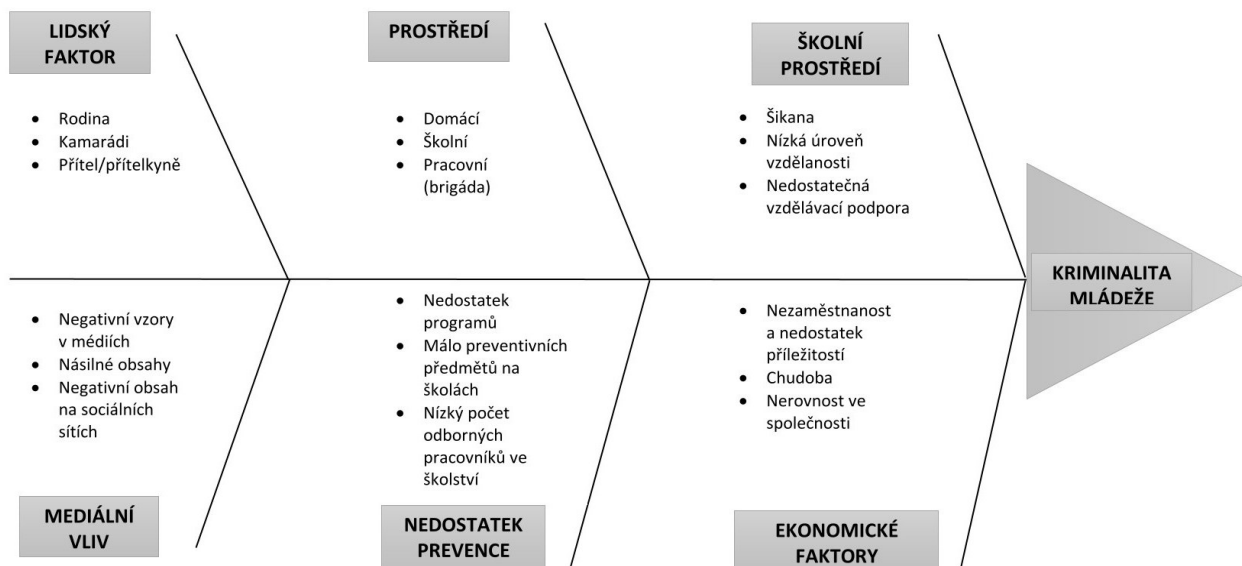 LIDSKÝ
FAKTOR
• Rodina
• Kamarádi
• Přítel/přítelkyně
PROSTŘEDÍ
• Domácí
• Školní
• Pracovní
(brigáda)
ŠKOLNÍ
PROSTŘEDÍ
• Šikana
• Nízká úroveň
vzdělanosti
• Nedostatečná
vzdělávací podpora
KRIMINALITA
MLÁDEŽE
• Negativní vzory
v médiích
• Násilné obsahy
• Negativní obsah
na sociálních
sítích
MEDIÁLNÍ
VLIV
• Nedostatek
programů
• Málo preventivních
předmětů na
školách
• Nízký počet
odborných
pracovníků ve
školství
NEDOSTATEK
PREVENCE
• Nezaměstnanost
a nedostatek
příležitostí
• Chudoba
• Nerovnost ve
společnosti
EKONOMICKÉ
FAKTORY